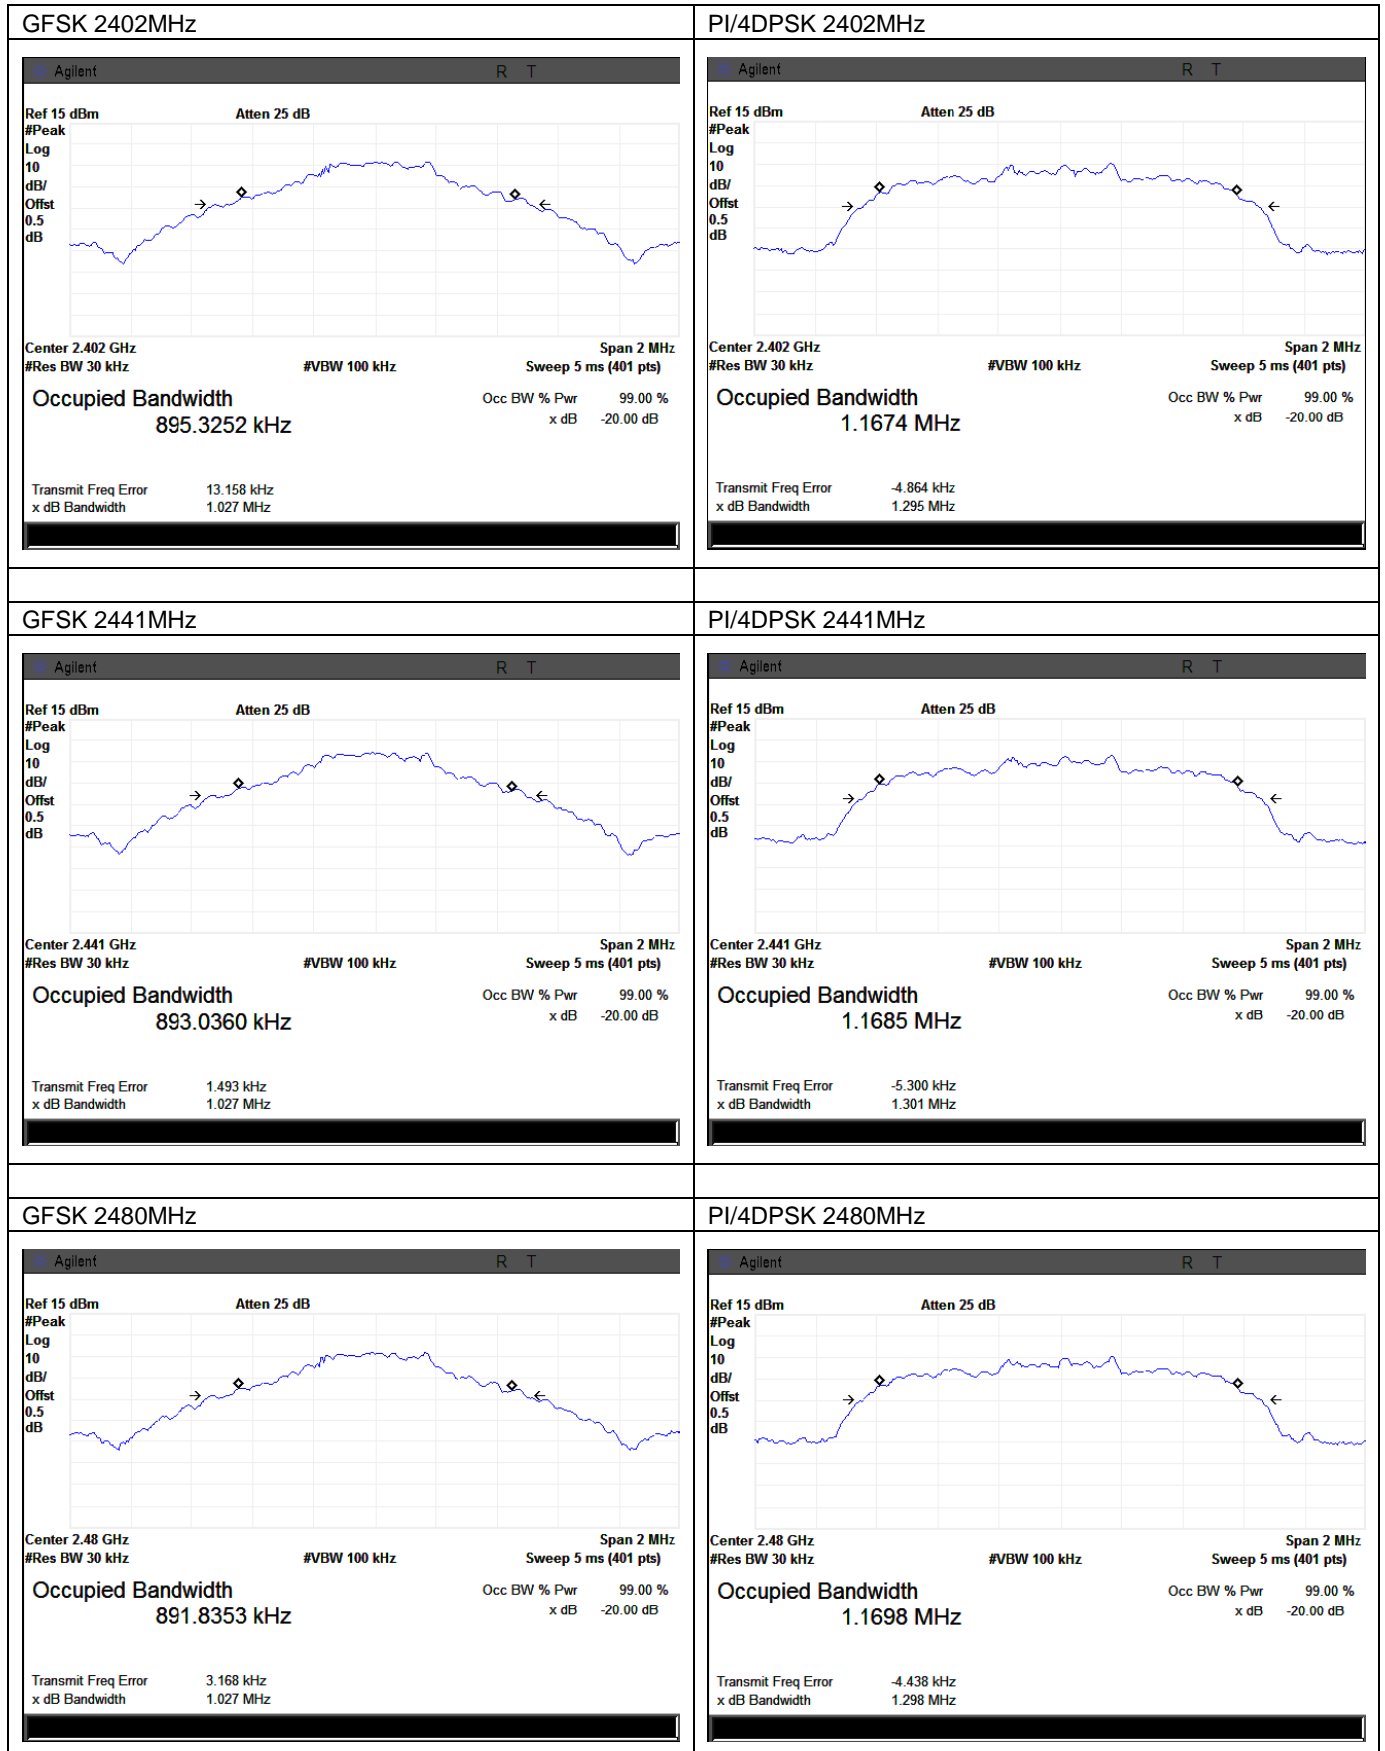 GFSK 2402MHz
Agilent R T
Ref 15 dBm Atten 25 dB
#Peak
Log
10
dB/
Offst
0.5
dB
Center 2.402 GHz Span 2 MHz
#Res BW 30 kHz #VBW 100 kHz Sweep 5 ms (401 pts)
Occupied Bandwidth Occ BW % Pwr 99.00 %
895.3252 kHz x dB -20.00 dB
Transmit Freq Error 13.158 kHz
x dB Bandwidth 1.027 MHz
PI/4DPSK 2402MHz
Agilent R T
Ref 15 dBm Atten 25 dB
#Peak
Log
10
dB/
Offst
0.5
dB
Center 2.402 GHz Span 2 MHz
#Res BW 30 kHz #VBW 100 kHz Sweep 5 ms (401 pts)
Occupied Bandwidth Occ BW % Pwr 99.00 %
1.1674 MHz x dB -20.00 dB
Transmit Freq Error -4.864 kHz
x dB Bandwidth 1.295 MHz
GFSK 2441MHz
Agilent R T
Ref 15 dBm Atten 25 dB
#Peak
Log
10
dB/
Offst
0.5
dB
Center 2.441 GHz Span 2 MHz
#Res BW 30 kHz #VBW 100 kHz Sweep 5 ms (401 pts)
Occupied Bandwidth Occ BW % Pwr 99.00 %
893.0360 kHz x dB -20.00 dB
Transmit Freq Error 1.493 kHz
x dB Bandwidth 1.027 MHz
PI/4DPSK 2441MHz
Agilent R T
Ref 15 dBm Atten 25 dB
#Peak
Log
10
dB/
Offst
0.5
dB
Center 2.441 GHz Span 2 MHz
#Res BW 30 kHz #VBW 100 kHz Sweep 5 ms (401 pts)
Occupied Bandwidth Occ BW % Pwr 99.00 %
1.1685 MHz x dB -20.00 dB
Transmit Freq Error -5.300 kHz
x dB Bandwidth 1.301 MHz
GFSK 2480MHz
Agilent R T
Ref 15 dBm Atten 25 dB
#Peak
Log
10
dB/
Offst
0.5
dB
Center 2.48 GHz Span 2 MHz
#Res BW 30 kHz #VBW 100 kHz Sweep 5 ms (401 pts)
Occupied Bandwidth Occ BW % Pwr 99.00 %
891.8353 kHz x dB -20.00 dB
Transmit Freq Error 3.168 kHz
x dB Bandwidth 1.027 MHz
PI/4DPSK 2480MHz
Agilent R T
Ref 15 dBm Atten 25 dB
#Peak
Log
10
dB/
Offst
0.5
dB
Center 2.48 GHz Span 2 MHz
#Res BW 30 kHz #VBW 100 kHz Sweep 5 ms (401 pts)
Occupied Bandwidth Occ BW % Pwr 99.00 %
1.1698 MHz x dB -20.00 dB
Transmit Freq Error -4.438 kHz
x dB Bandwidth 1.298 MHz